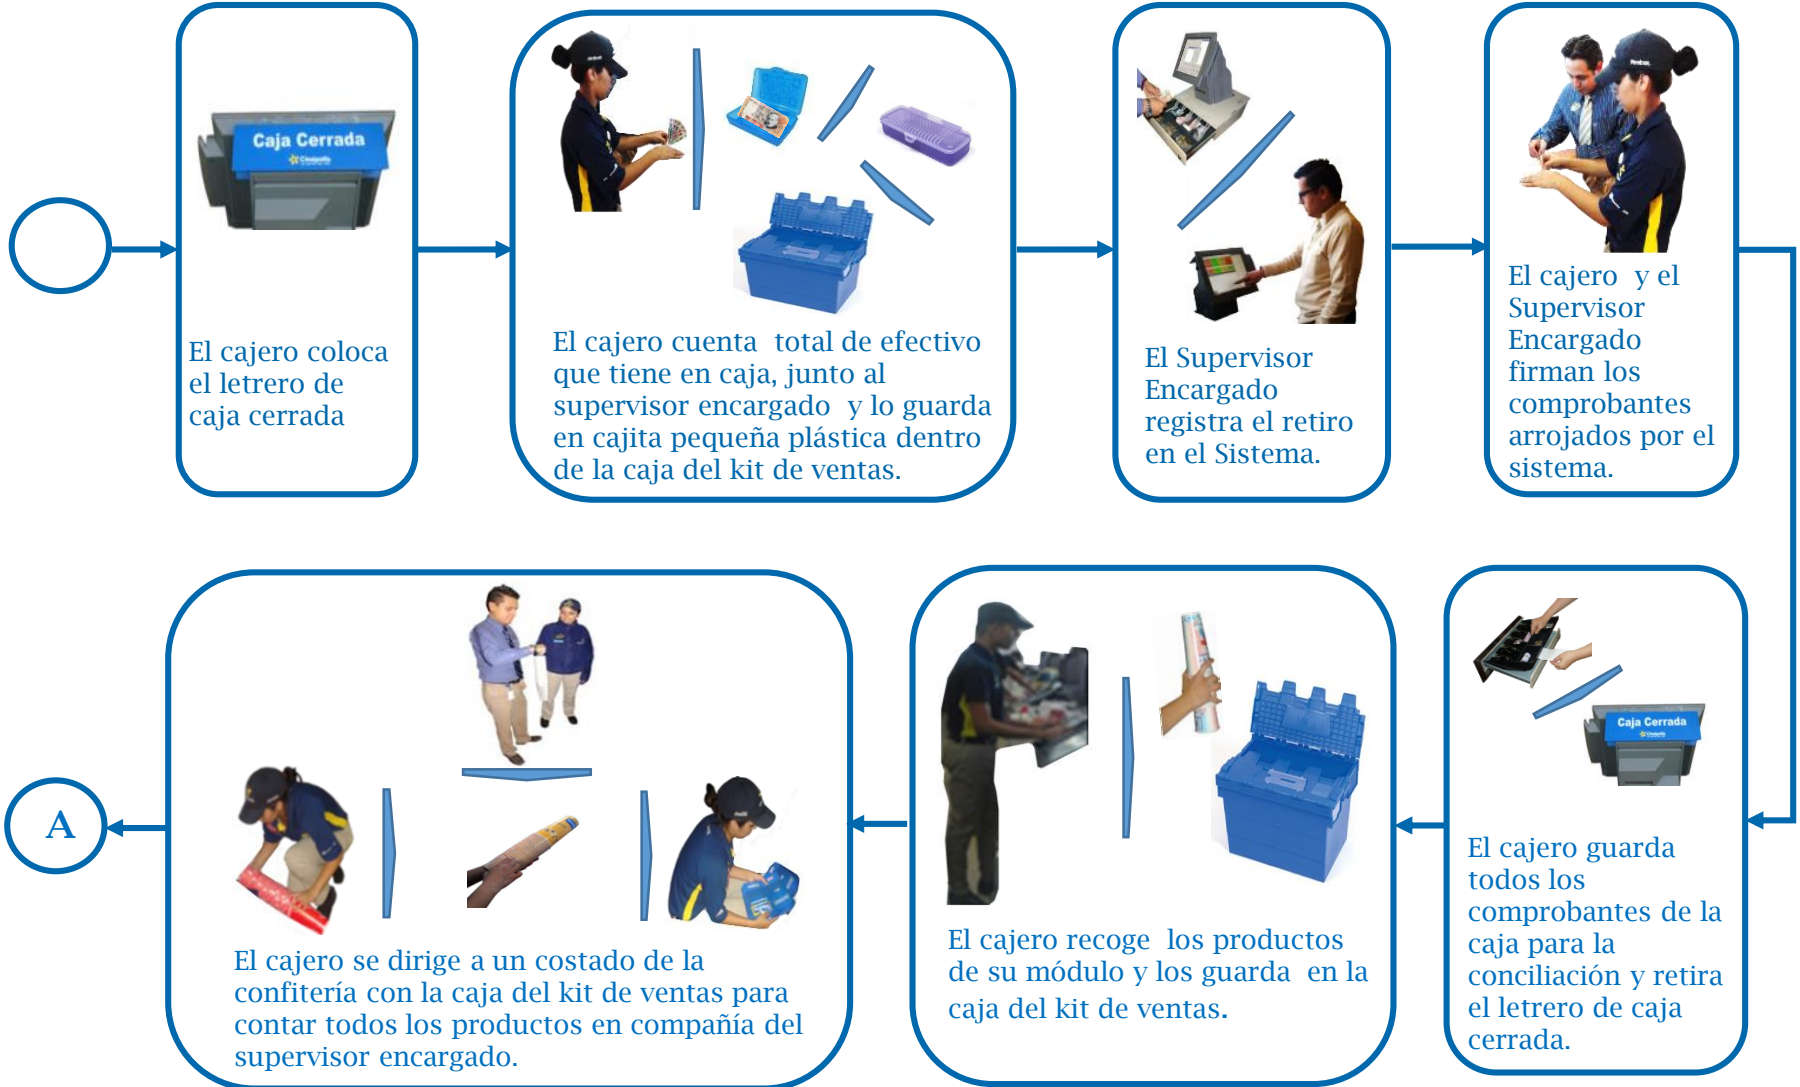 Caja Cerrada
Cinépolis
El cajero coloca
el letrero de
caja cerrada
El cajero cuenta total de efectivo
que tiene en caja, junto al
supervisor encargado y lo guarda
en cajita pequeña plástica dentro
de la caja del kit de ventas.
El Supervisor
Encargado
registra el retiro
en el Sistema.
El cajero y el
Supervisor
Encargado
firman los
comprobantes
arrojados por el
sistema.
Caja Cerrada
Cinépolis
El cajero guarda
todos los
comprobantes de la
caja para la
conciliación y retira
el letrero de caja
cerrada.
El cajero recoge los productos
de su módulo y los guarda en la
caja del kit de ventas.
El cajero se dirige a un costado de la
confitería con la caja del kit de ventas para
contar todos los productos en compañía del
supervisor encargado.
A